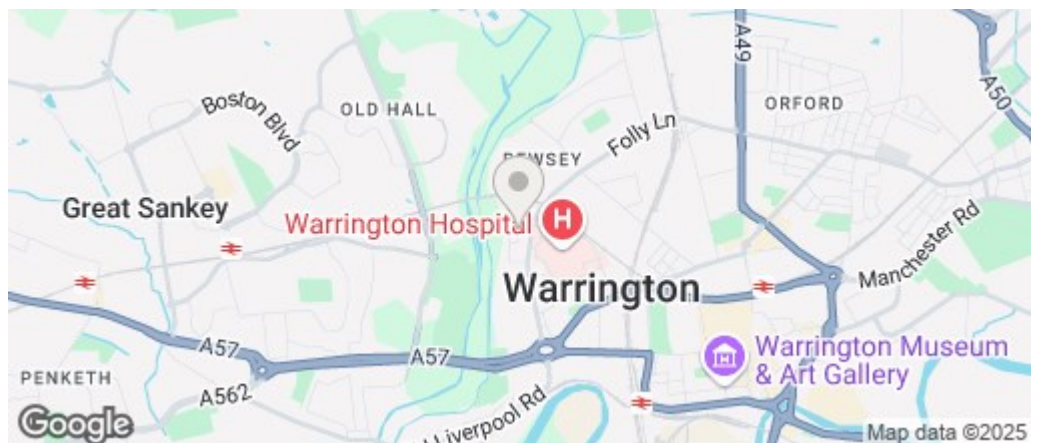 A49
A50
OLD HALL
ORFORD
Boston Blvd
Folly Ln
Great Sankey
Warrington Hospital
H
Manchester Rd
Warrington
A57
A57
Warrington Museum
& Art Gallery
PENKETH
A562
Liverpool Rd
Google
Map data ©2025